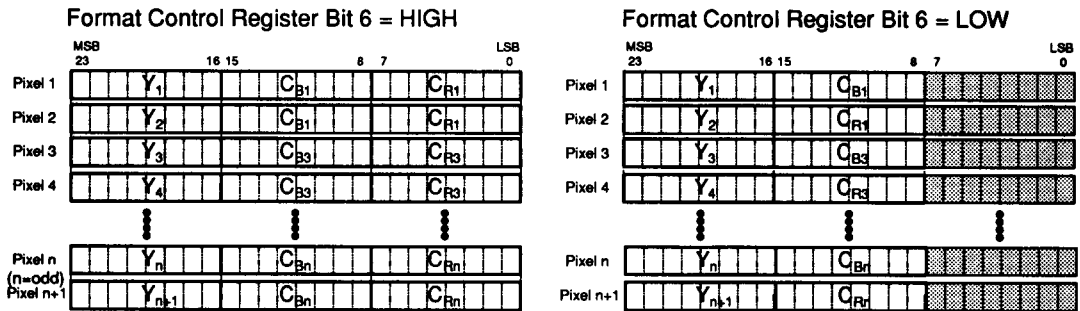 Format Control Register Bit 6 = HIGH
MSB LSB
23 16 15 8 7 0
Pixel 1 Y1 CB1 CR1
Pixel 2 Y2 CB1 CR1
Pixel 3 Y3 CB3 CR3
Pixel 4 Y4 CB3 CR3
Pixel n Yn CBn CRn
(n=odd)
Pixel n+1 Yn+1 CBn CRn
Format Control Register Bit 6 = LOW
MSB LSB
23 16 15 8 7 0
Pixel 1 Y1 CB1
Pixel 2 Y2 CR1
Pixel 3 Y3 CB3
Pixel 4 Y4 CR3
Pixel n Yn CBn
Pixel n+1 Yn+1 CRn